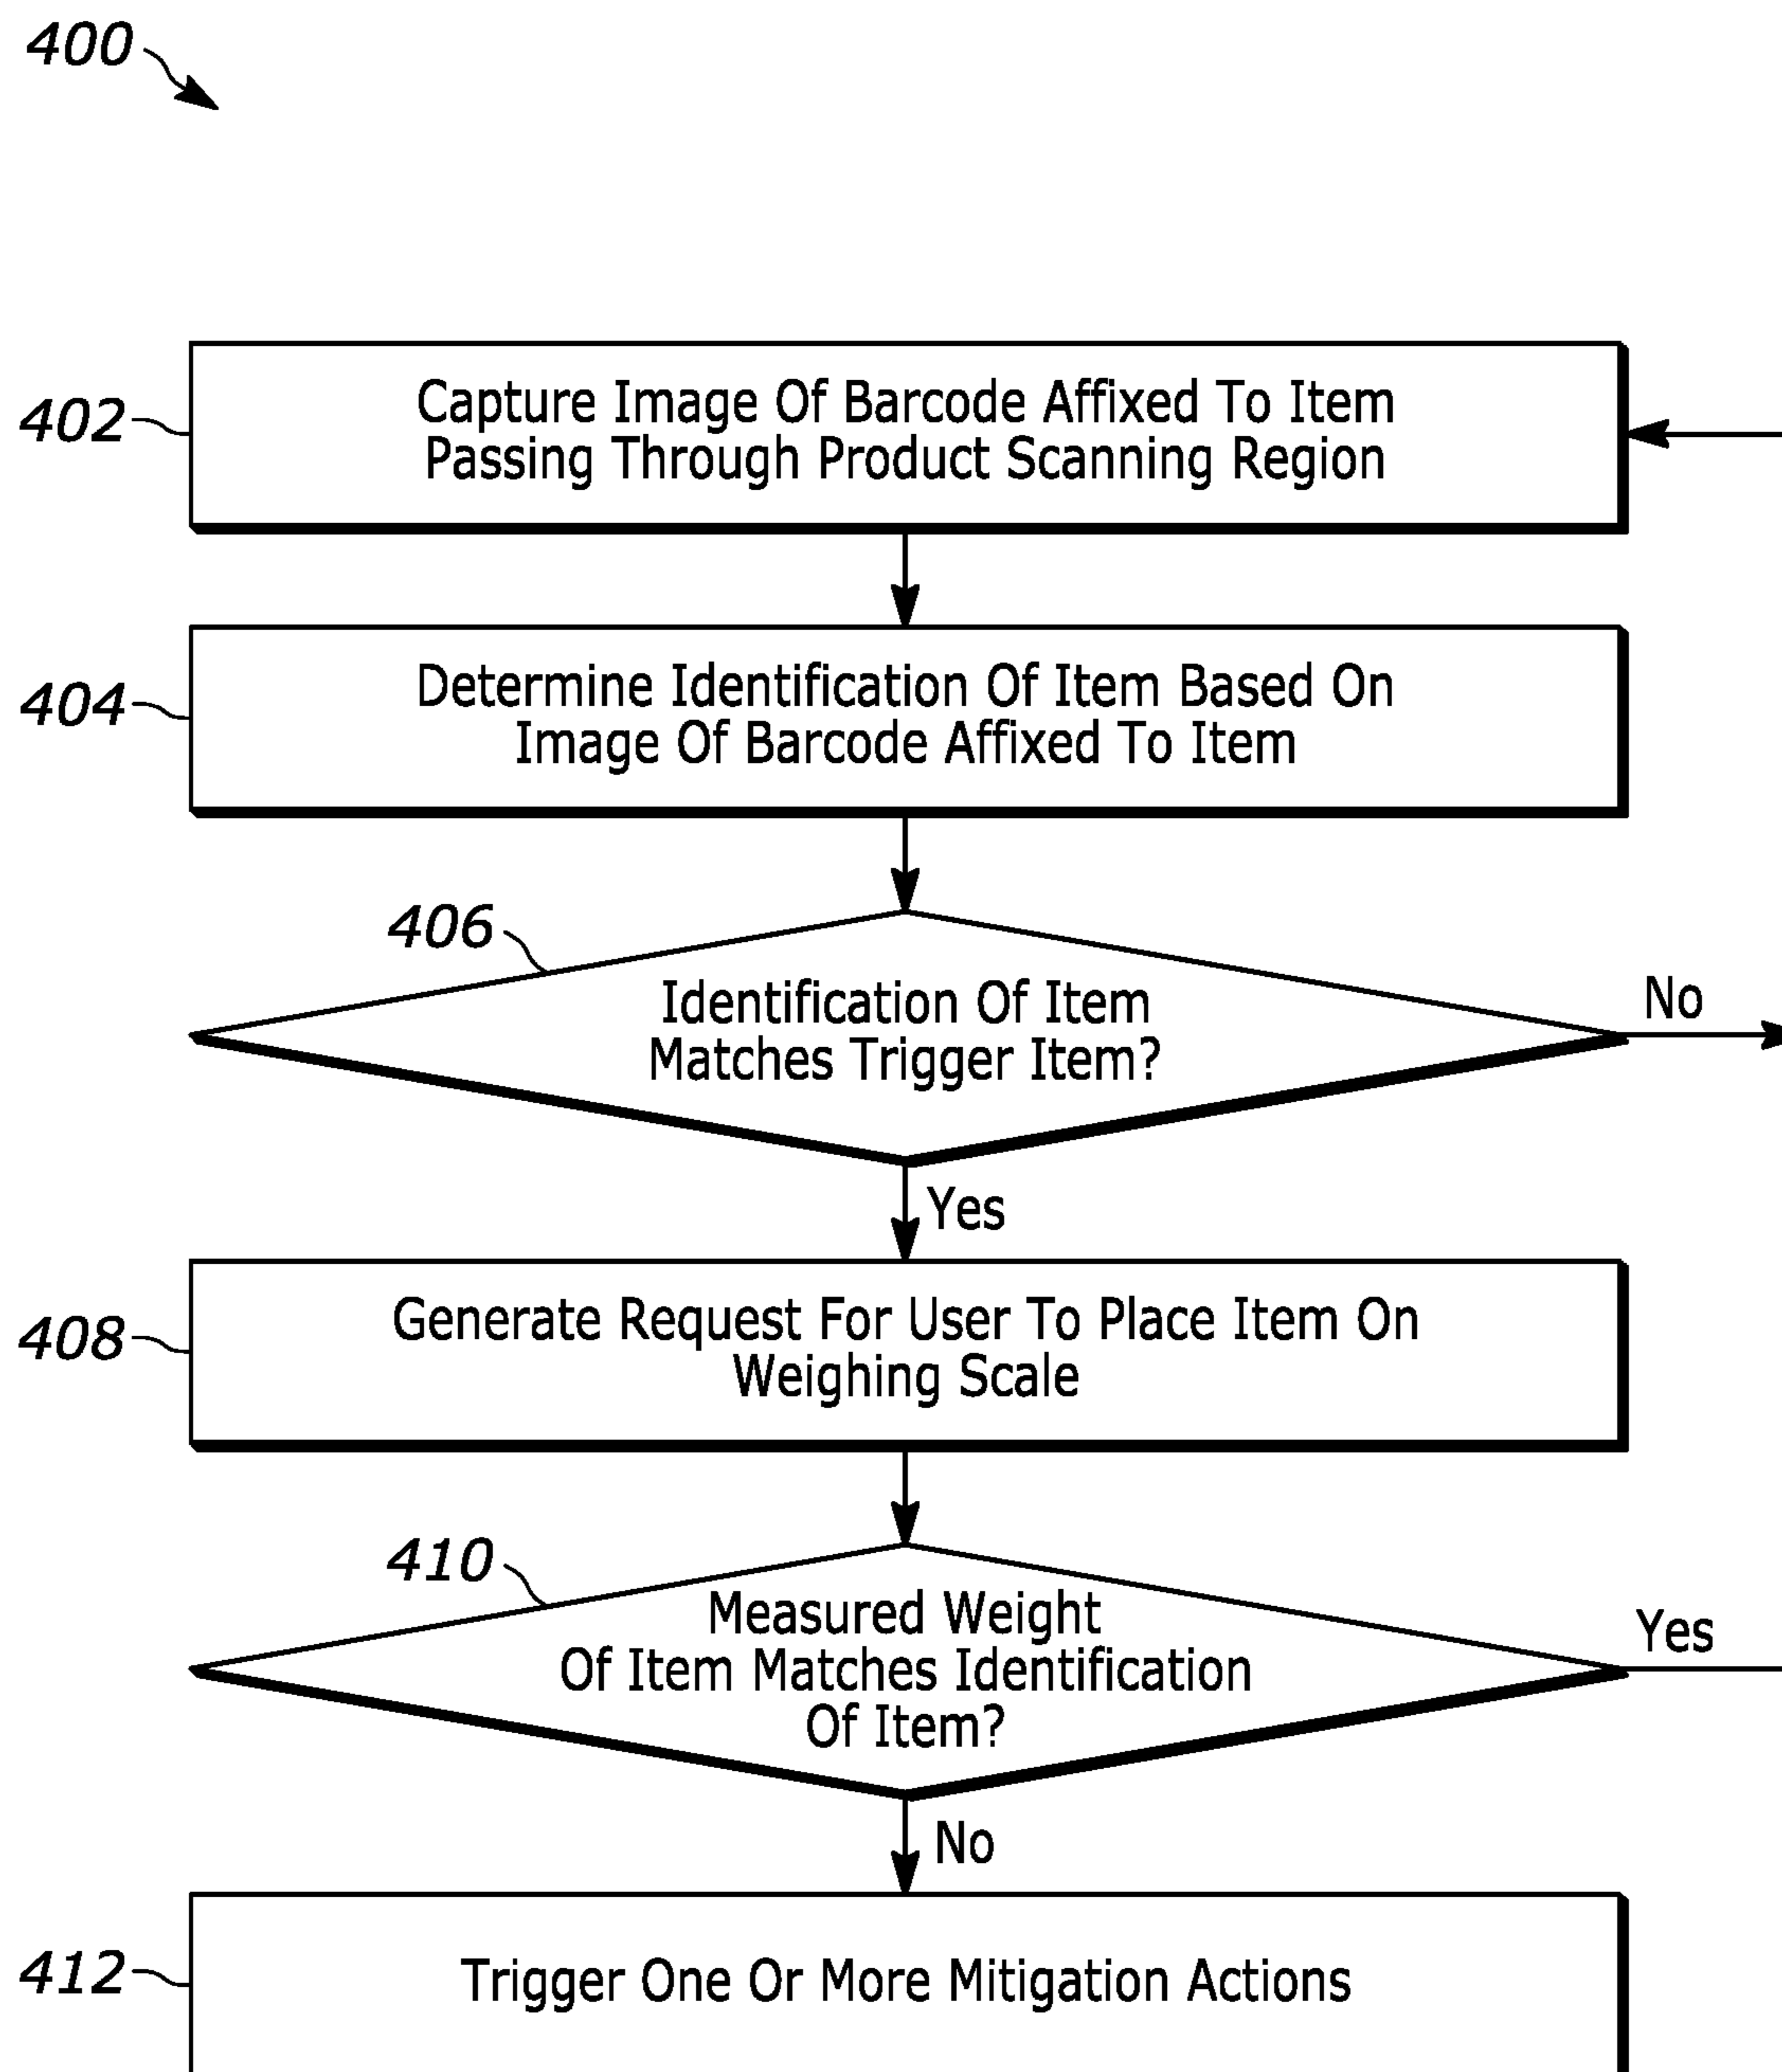 400
402
Capture Image Of Barcode Affixed To Item
Passing Through Product Scanning Region
404
Determine Identification Of Item Based On
Image Of Barcode Affixed To Item
406
Identification Of Item
Matches Trigger Item?
No
Yes
408
Generate Request For User To Place Item On
Weighing Scale
410
Measured Weight
Of Item Matches Identification
Of Item?
Yes
No
412
Trigger One Or More Mitigation Actions